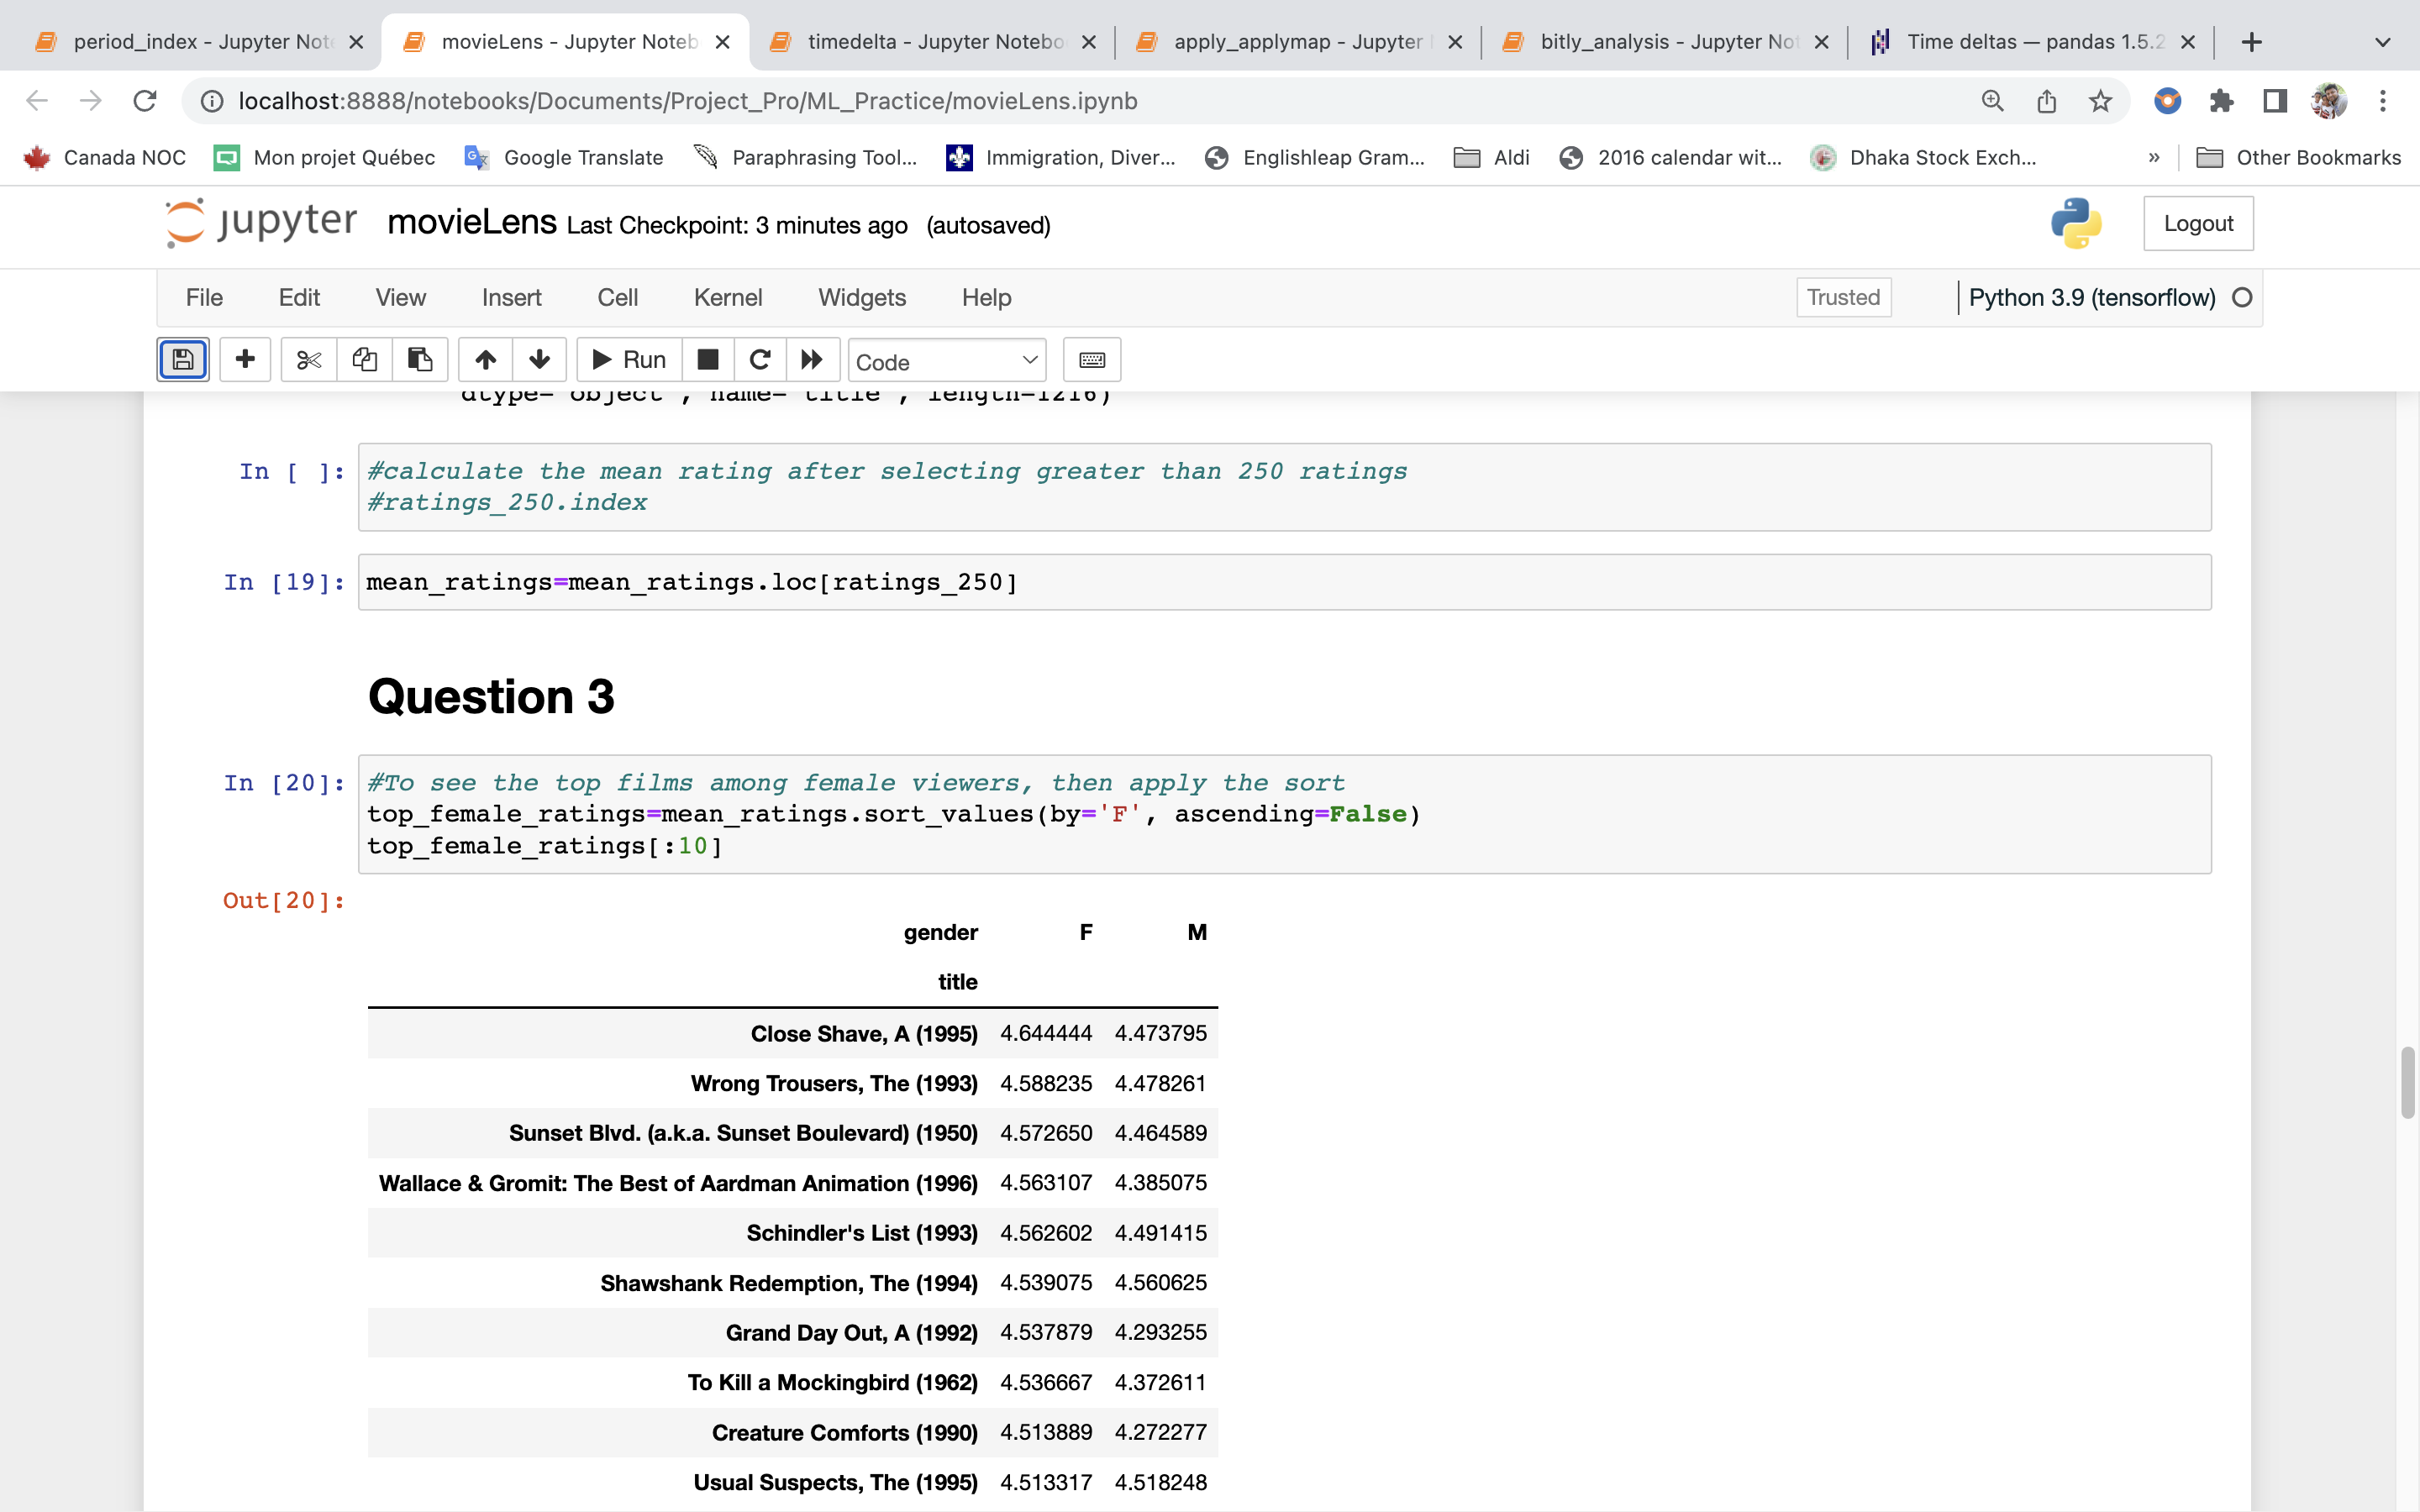 period_index - Jupyter Note
movieLens - Jupyter Noteb
timedelta - Jupyter Notebo
apply_applymap - Jupyter
bitly_analysis - Jupyter Not
Time deltas — pandas 1.5.2
localhost:8888/notebooks/Documents/Project_Pro/ML_Practice/movieLens.ipynb
Canada NOC
Mon projet Québec
Google Translate
Paraphrasing Tool...
Immigration, Diver...
Englishleap Gram...
Aldi
2016 calendar wit...
Dhaka Stock Exch...
»
Other Bookmarks
jupyter movieLens Last Checkpoint: 3 minutes ago (autosaved)
Logout
File Edit View Insert Cell Kernel Widgets Help
Trusted
Python 3.9 (tensorflow)
Run
Code
dtype='object', name='title', length=1216)
In [ ]: #calculate the mean rating after selecting greater than 250 ratings
#ratings_250.index
In [19]: mean_ratings=mean_ratings.loc[ratings_250]
Question 3
In [20]: #To see the top films among female viewers, then apply the sort
top_female_ratings=mean_ratings.sort_values(by='F', ascending=False)
top_female_ratings[:10]
Out[20]:
gender F M
title
Close Shave, A (1995) 4.644444 4.473795
Wrong Trousers, The (1993) 4.588235 4.478261
Sunset Blvd. (a.k.a. Sunset Boulevard) (1950) 4.572650 4.464589
Wallace & Gromit: The Best of Aardman Animation (1996) 4.563107 4.385075
Schindler's List (1993) 4.562602 4.491415
Shawshank Redemption, The (1994) 4.539075 4.560625
Grand Day Out, A (1992) 4.537879 4.293255
To Kill a Mockingbird (1962) 4.536667 4.372611
Creature Comforts (1990) 4.513889 4.272277
Usual Suspects, The (1995) 4.513317 4.518248